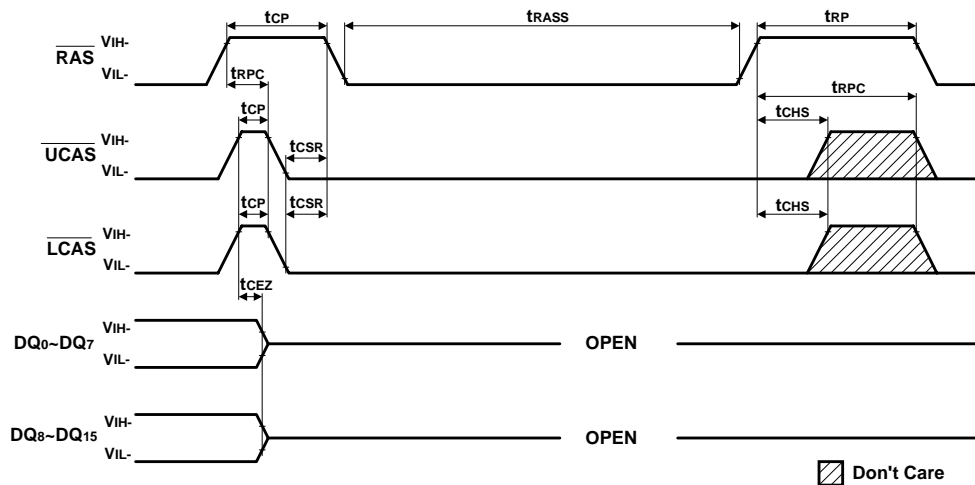 tCP tRASS tRP
RAS VIH-
VIL-
tRPC tRPC
tCP tCHS
UCAS VIH-
VIL-
tCSR
tCP tCSR tCHS
LCAS VIH-
VIL-
tCEZ
DQ0~DQ7 VIH-
VIL-
OPEN
DQ8~DQ15 VIH-
VIL-
OPEN
Don't Care